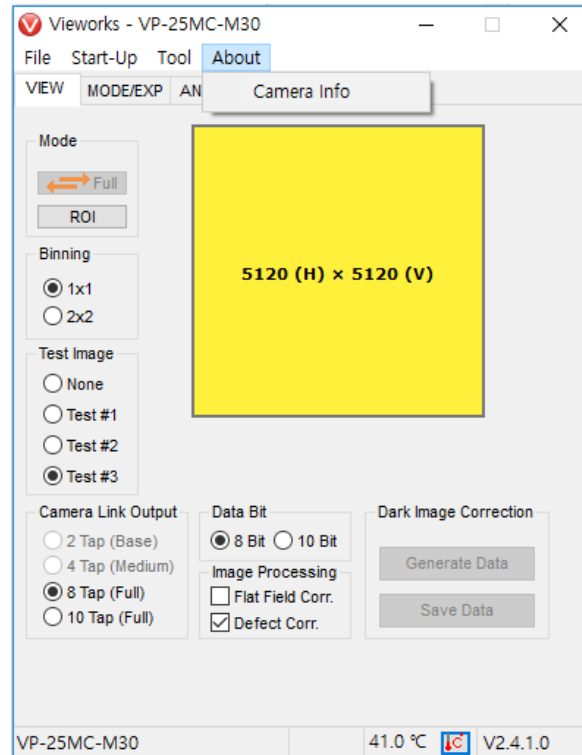 Vieworks - VP-25MC-M30
File Start-Up Tool About
VIEW MODE/EXP AN
Camera Info
Mode
Full
ROI
5120 (H) × 5120 (V)
Binning
1x1
2x2
Test Image
None
Test #1
Test #2
Test #3
Camera Link Output
2 Tap (Base)
4 Tap (Medium)
8 Tap (Full)
10 Tap (Full)
Data Bit
8 Bit 10 Bit
Image Processing
Flat Field Corr.
Defect Corr.
Dark Image Correction
Generate Data
Save Data
VP-25MC-M30 41.0 ℃ V2.4.1.0